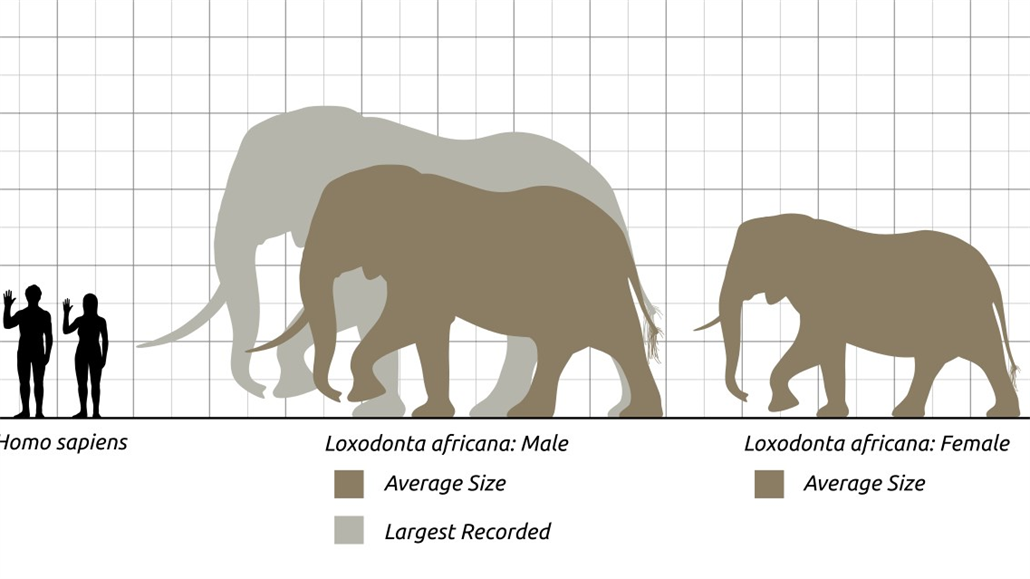 Homo sapiens
Loxodonta africana: Male
Average Size
Largest Recorded
Loxodonta africana: Female
Average Size